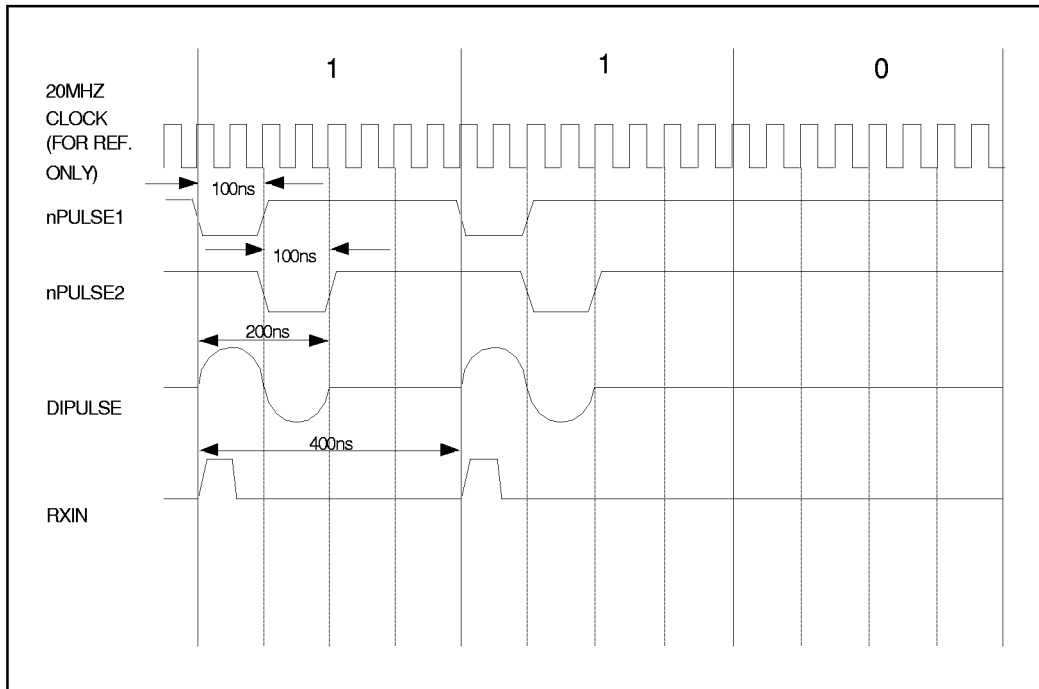 1
1
0
20MHZ
CLOCK
(FOR REF.
ONLY)
100ns
nPULSE1
100ns
nPULSE2
200ns
DIPULSE
400ns
RXIN